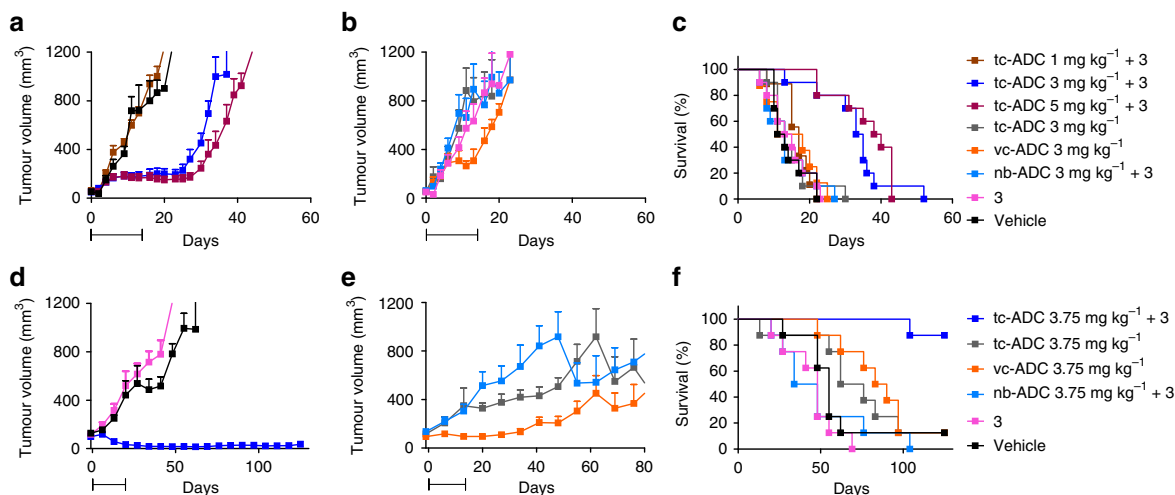 a
Tumour volume (mm³)
1200
800
400
0
0 20 40 60
Days
b
Tumour volume (mm³)
1200
800
400
0
0 20 40 60
Days
c
Survival (%)
100
80
60
40
20
0
0 20 40 60
Days
tc-ADC 1 mg kg⁻¹ + 3
tc-ADC 3 mg kg⁻¹ + 3
tc-ADC 5 mg kg⁻¹ + 3
tc-ADC 3 mg kg⁻¹
vc-ADC 3 mg kg⁻¹
nb-ADC 3 mg kg⁻¹ + 3
3
Vehicle
d
Tumour volume (mm³)
1200
800
400
0
0 50 100
Days
e
Tumour volume (mm³)
1200
800
400
0
0 20 40 60 80
Days
f
Survival (%)
100
80
60
40
20
0
0 50 100
Days
tc-ADC 3.75 mg kg⁻¹ + 3
tc-ADC 3.75 mg kg⁻¹
vc-ADC 3.75 mg kg⁻¹
nb-ADC 3.75 mg kg⁻¹ + 3
3
Vehicle